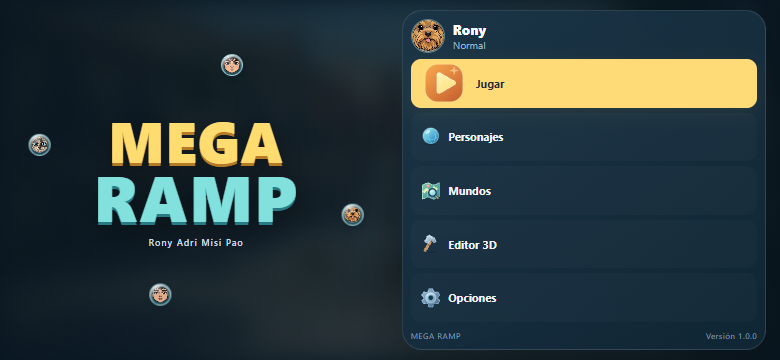 MEGA
RAMP
Rony Adri Misi Pao
Rony
Normal
Jugar
Personajes
Mundos
Editor 3D
Opciones
MEGA RAMP
Versión 1.0.0